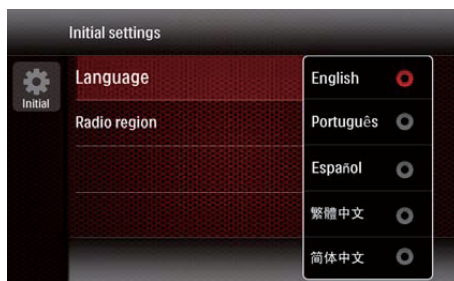 Initial settings
Initial
Language
Radio region
English
Português
Español
繁體中文
简体中文